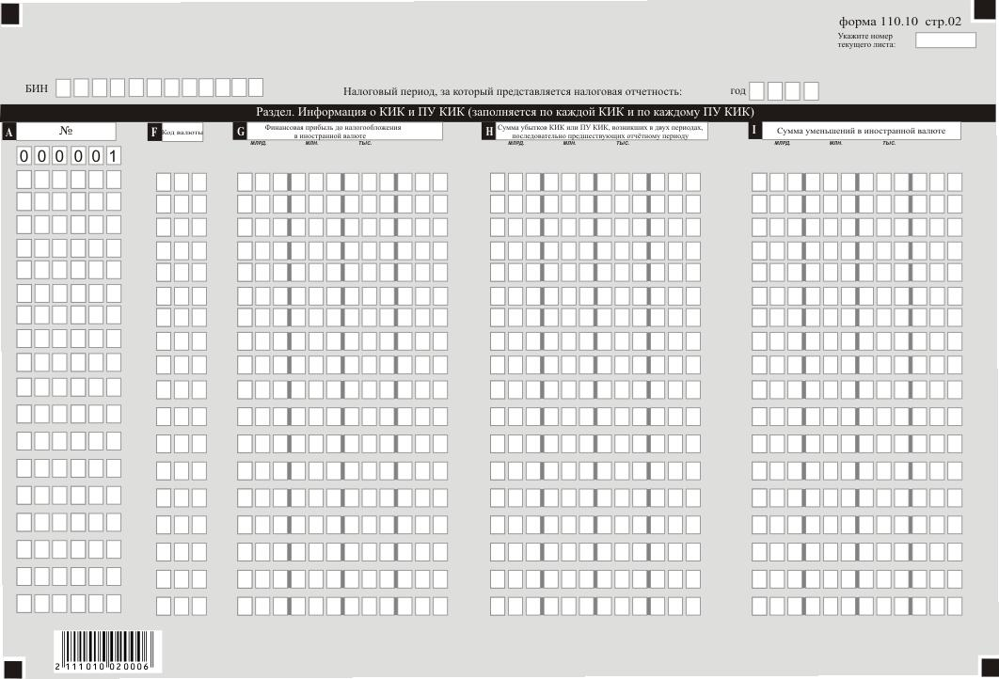 форма 110.10 стр.02
Укажите номер
текущего листа:
БИН
Налоговый период, за который представляется налоговая отчетность:
год
Раздел. Информация о КИК и ПУ КИК (заполняется по каждой КИК и по каждому ПУ КИК)
A №
F Код валюты
G Финансовая прибыль до налогообложения
в иностранной валюте
млрд. млн. тыс.
H Сумма убытков КИК или ПУ КИК, возникших в двух периодах,
последовательно предшествующих отчётному периоду
млрд. млн. тыс.
I Сумма уменьшений в иностранной валюте
млрд. млн. тыс.
000001
2 111010 020006